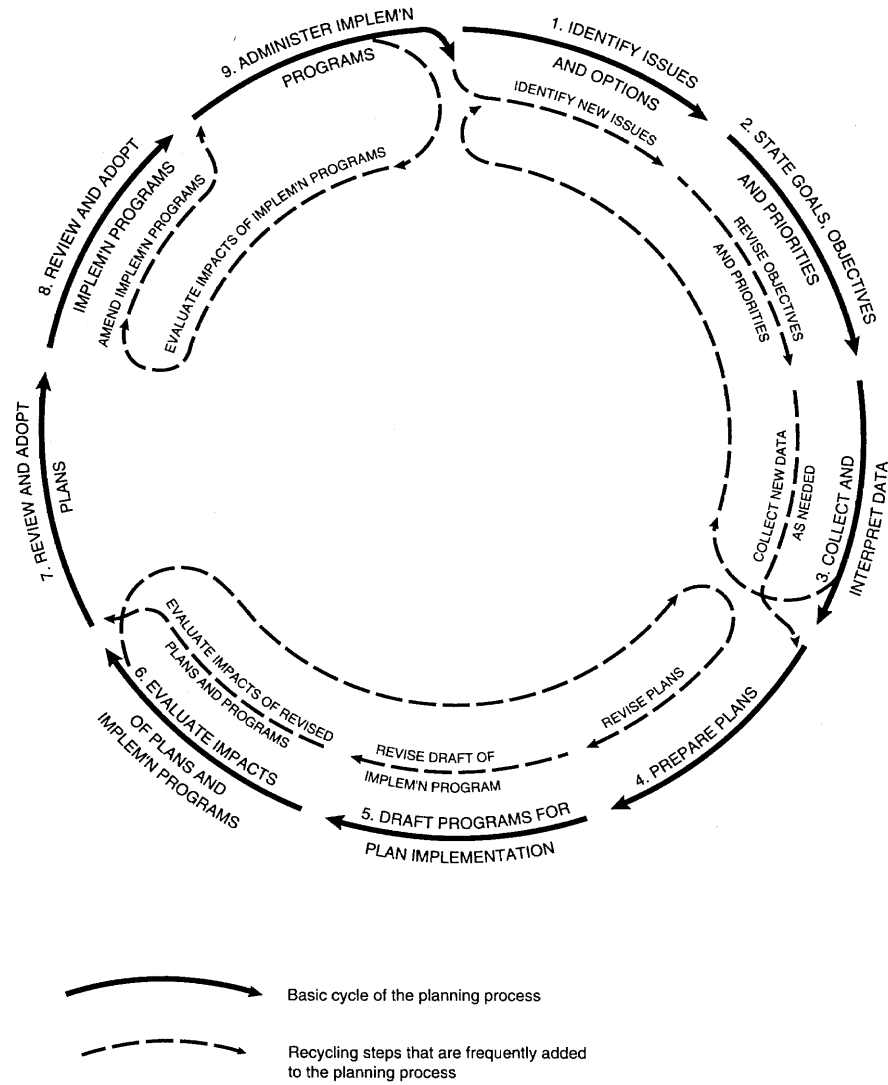 1. IDENTIFY ISSUES
AND OPTIONS
IDENTIFY NEW ISSUES
2. STATE GOALS, OBJECTIVES
AND PRIORITIES
REVISE OBJECTIVES
AND PRIORITIES
3. COLLECT AND
INTERPRET DATA
COLLECT NEW DATA
AS NEEDED
4. PREPARE PLANS
REVISE PLANS
5. DRAFT PROGRAMS FOR
PLAN IMPLEMENTATION
REVISE DRAFT OF
IMPLEM'N PROGRAM
6. EVALUATE IMPACTS
OF PLANS AND
IMPLEM'N PROGRAMS
EVALUATE IMPACTS OF REVISED
PLANS AND PROGRAMS
7. REVIEW AND ADOPT
PLANS
8. REVIEW AND ADOPT
IMPLEM'N PROGRAMS
AMEND IMPLEM'N PROGRAMS
EVALUATE IMPACTS OF IMPLEM'N PROGRAMS
9. ADMINISTER IMPLEM'N
PROGRAMS
Basic cycle of the planning process
Recycling steps that are frequently added
to the planning process